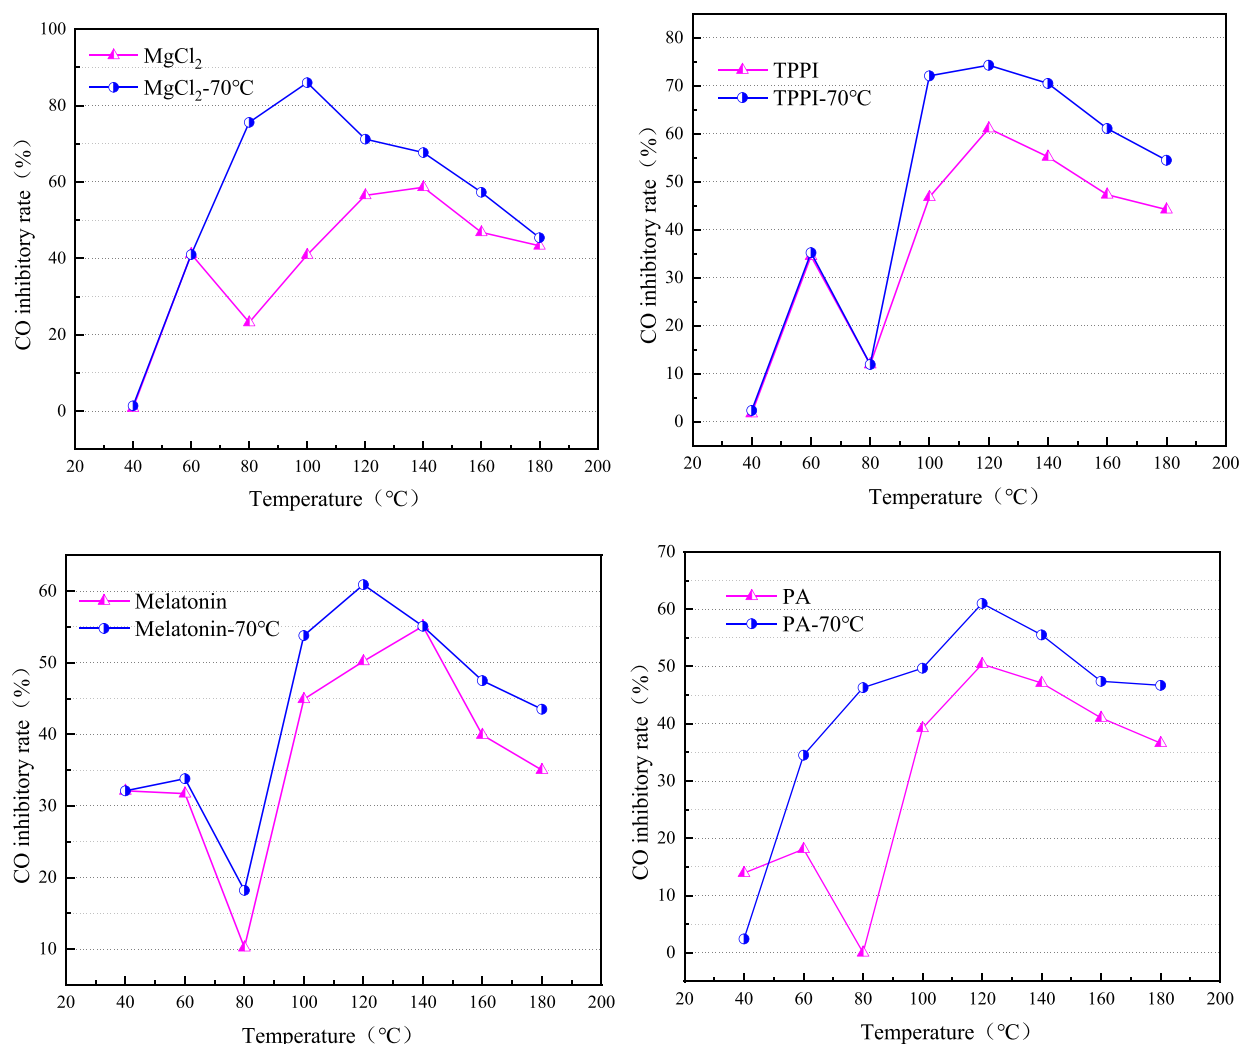 100
80
60
40
20
0
CO inhibitory rate（%）
MgCl₂
MgCl₂-70℃
20 40 60 80 100 120 140 160 180 200
Temperature（℃）
80
70
60
50
40
30
20
10
0
CO inhibitory rate（%）
TPPI
TPPI-70℃
20 40 60 80 100 120 140 160 180 200
Temperature（℃）
60
50
40
30
20
10
CO inhibitory rate（%）
Melatonin
Melatonin-70℃
20 40 60 80 100 120 140 160 180 200
Temperature（℃）
70
60
50
40
30
20
10
0
CO inhibitory rate（%）
PA
PA-70℃
20 40 60 80 100 120 140 160 180 200
Temperature（℃）